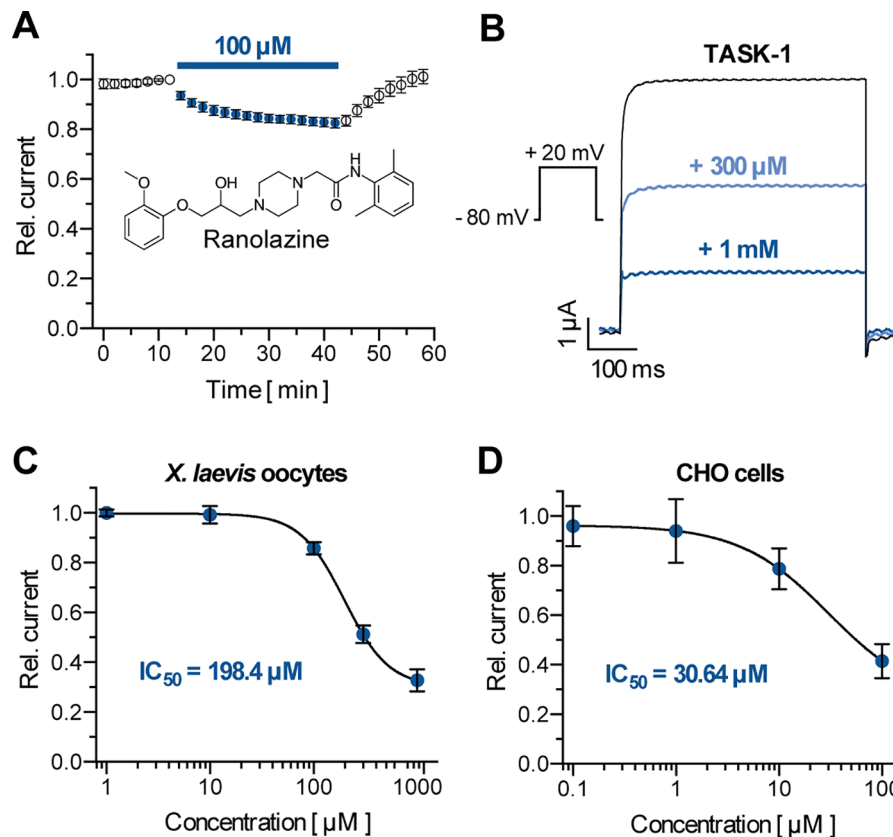 A
100 µM
1.0
0.8
0.6
0.4
0.2
0.0
Rel. current
O
OH
O
N
N
O
H
N
Ranolazine
0 10 20 30 40 50 60
Time [ min ]
B
TASK-1
+ 20 mV
- 80 mV
+ 300 µM
+ 1 mM
1 µA
100 ms
C
X. laevis oocytes
1.0
0.8
0.6
0.4
0.2
0.0
Rel. current
IC50 = 198.4 µM
1 10 100 1000
Concentration [ µM ]
D
CHO cells
1.0
0.8
0.6
0.4
0.2
0.0
Rel. current
IC50 = 30.64 µM
0.1 1 10 100
Concentration [ µM ]